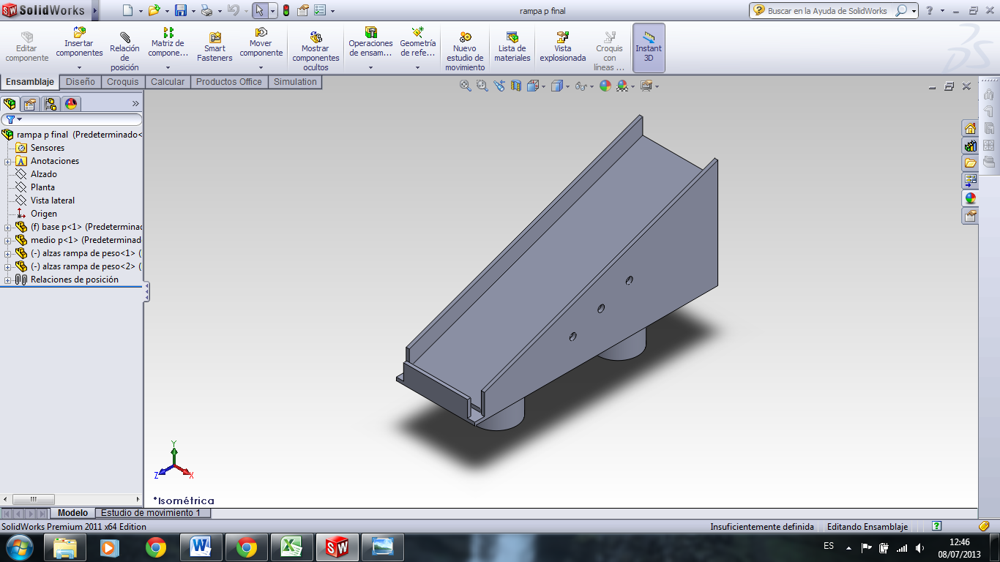 SolidWorks
rampa p final
Buscar en la Ayuda de SolidWorks
Editar
componente
Insertar
componentes
Relación
de
posición
Matriz de
compone...
Smart
Fasteners
Mover
componente
Mostrar
componentes
ocultos
Operaciones
de ensam...
Geometría
de refe...
Nuevo
estudio de
movimiento
Lista de
materiales
Vista
explosionada
Croquis
con
líneas ...
Instant
3D
Ensamblaje
Diseño
Croquis
Calcular
Products Office
Simulation
rampa p final (Predeterminado<
Sensores
Anotaciones
Alzado
Planta
Vista lateral
Origen
(f) base p<1> (Predeterminad
medio p<1> (Predeterminad
(-) alzas rampa de peso<1> (
(-) alzas rampa de peso<2> (
Relaciones de posición
Y
Z
X
*Isométrica
Modelo
Estudio de movimiento 1
SolidWorks Premium 2011 x64 Edition
Insuficientemente definida
Editando Ensamblaje
ES
12:46
08/07/2013